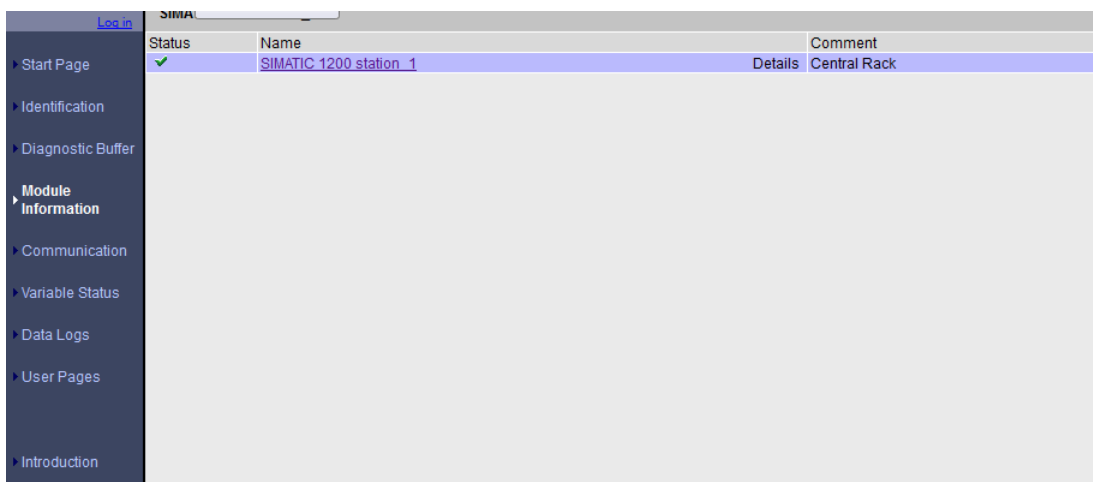 Log in
Status Name Comment
SIMATIC 1200 station_1 Details Central Rack
Start Page
Identification
Diagnostic Buffer
Module
Information
Communication
Variable Status
Data Logs
User Pages
Introduction